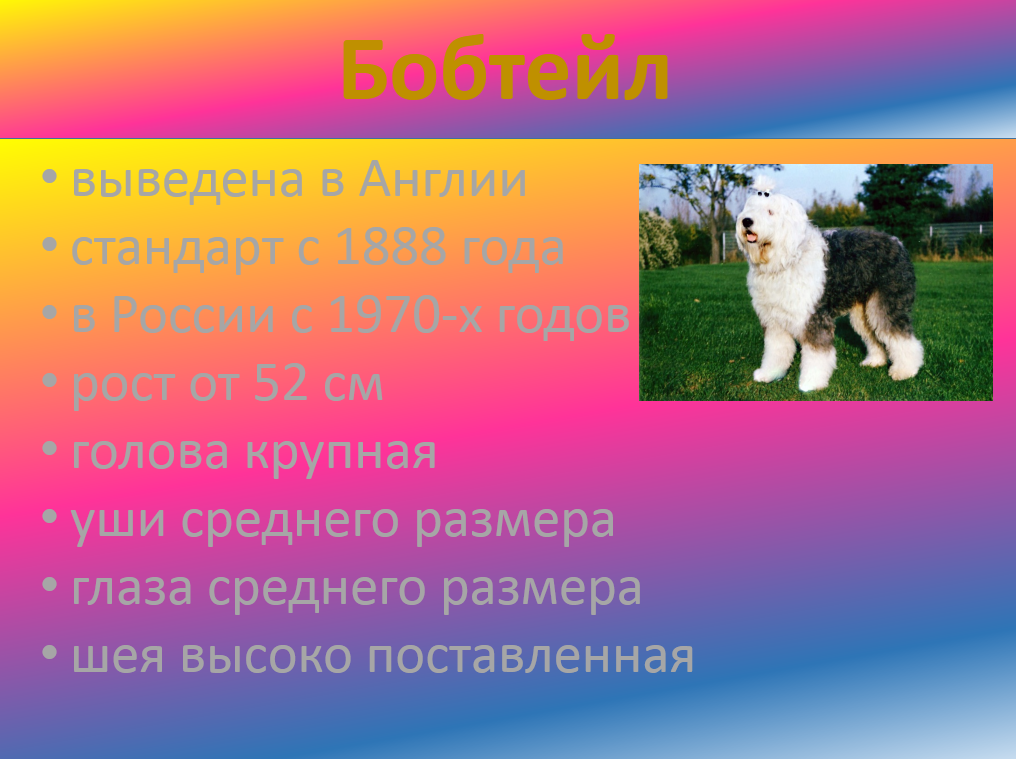 Бобтейл
• выведена в Англии
• стандарт с 1888 года
• в России с 1970-х годов
• рост от 52 см
• голова крупная
• уши среднего размера
• глаза среднего размера
• шея высоко поставленная